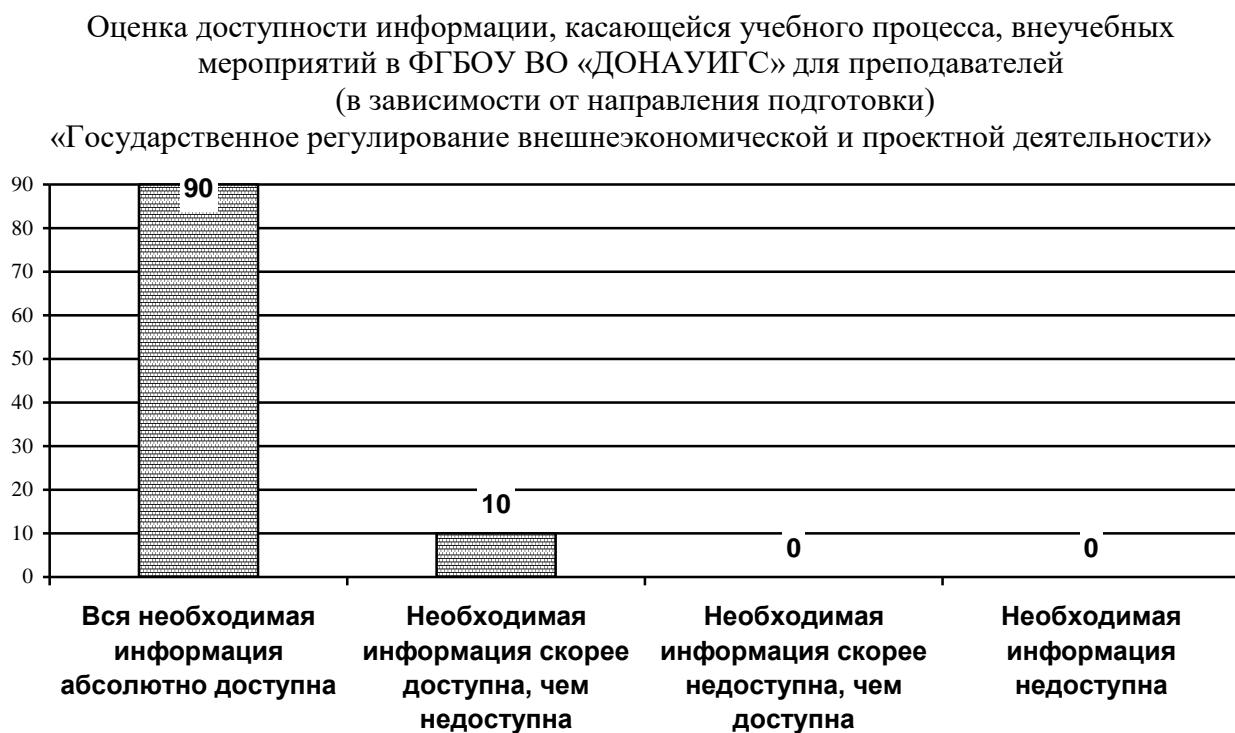 Оценка доступности информации, касающейся учебного процесса, внеучебных
мероприятий в ФГБОУ ВО «ДОНАУИГС» для преподавателей
(в зависимости от направления подготовки)
«Государственное регулирование внешнеэкономической и проектной деятельности»
90
80
70
60
50
40
30
20
10
0
90
10
0
0
Вся необходимая
информация
абсолютно доступна
Необходимая
информация скорее
доступна, чем
недоступна
Необходимая
информация скорее
недоступна, чем
доступна
Необходимая
информация
недоступна